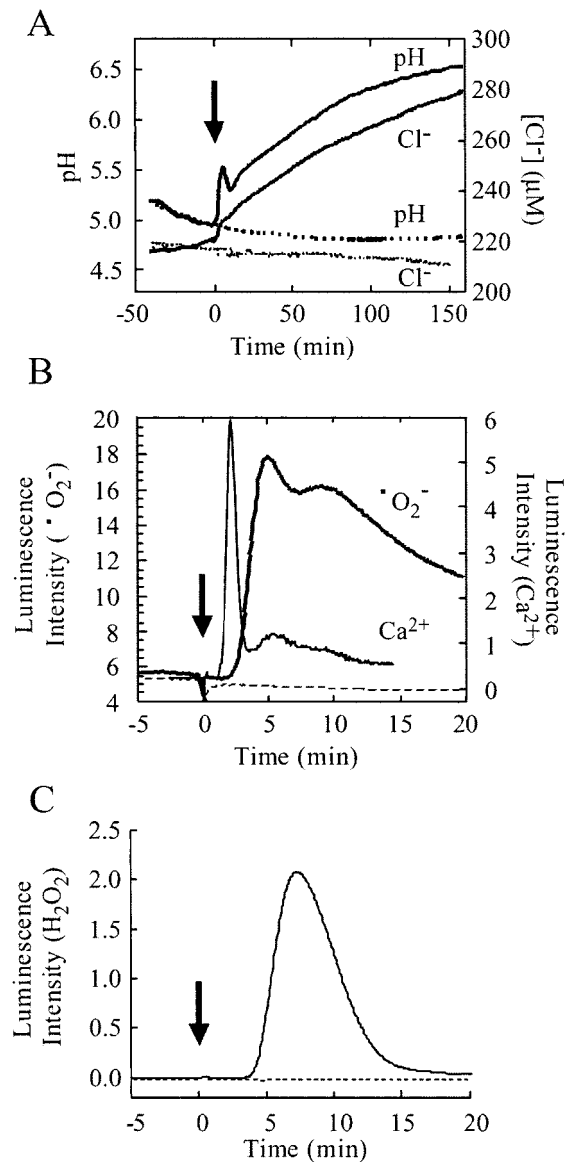 A
pH
6.5
6.0
5.5
5.0
4.5
pH
Cl⁻
pH
Cl⁻
300
280
260
240
220
200
[Cl⁻] (μM)
-50 0 50 100 150
Time (min)
B
Luminescence
Intensity (•O₂⁻)
20
18
16
14
12
10
8
6
4
•O₂⁻
Ca²⁺
6
5
4
3
2
1
0
Luminescence
Intensity (Ca²⁺)
-5 0 5 10 15 20
Time (min)
C
Luminescence
Intensity (H₂O₂)
2.5
2.0
1.5
1.0
0.5
0.0
-5 0 5 10 15 20
Time (min)